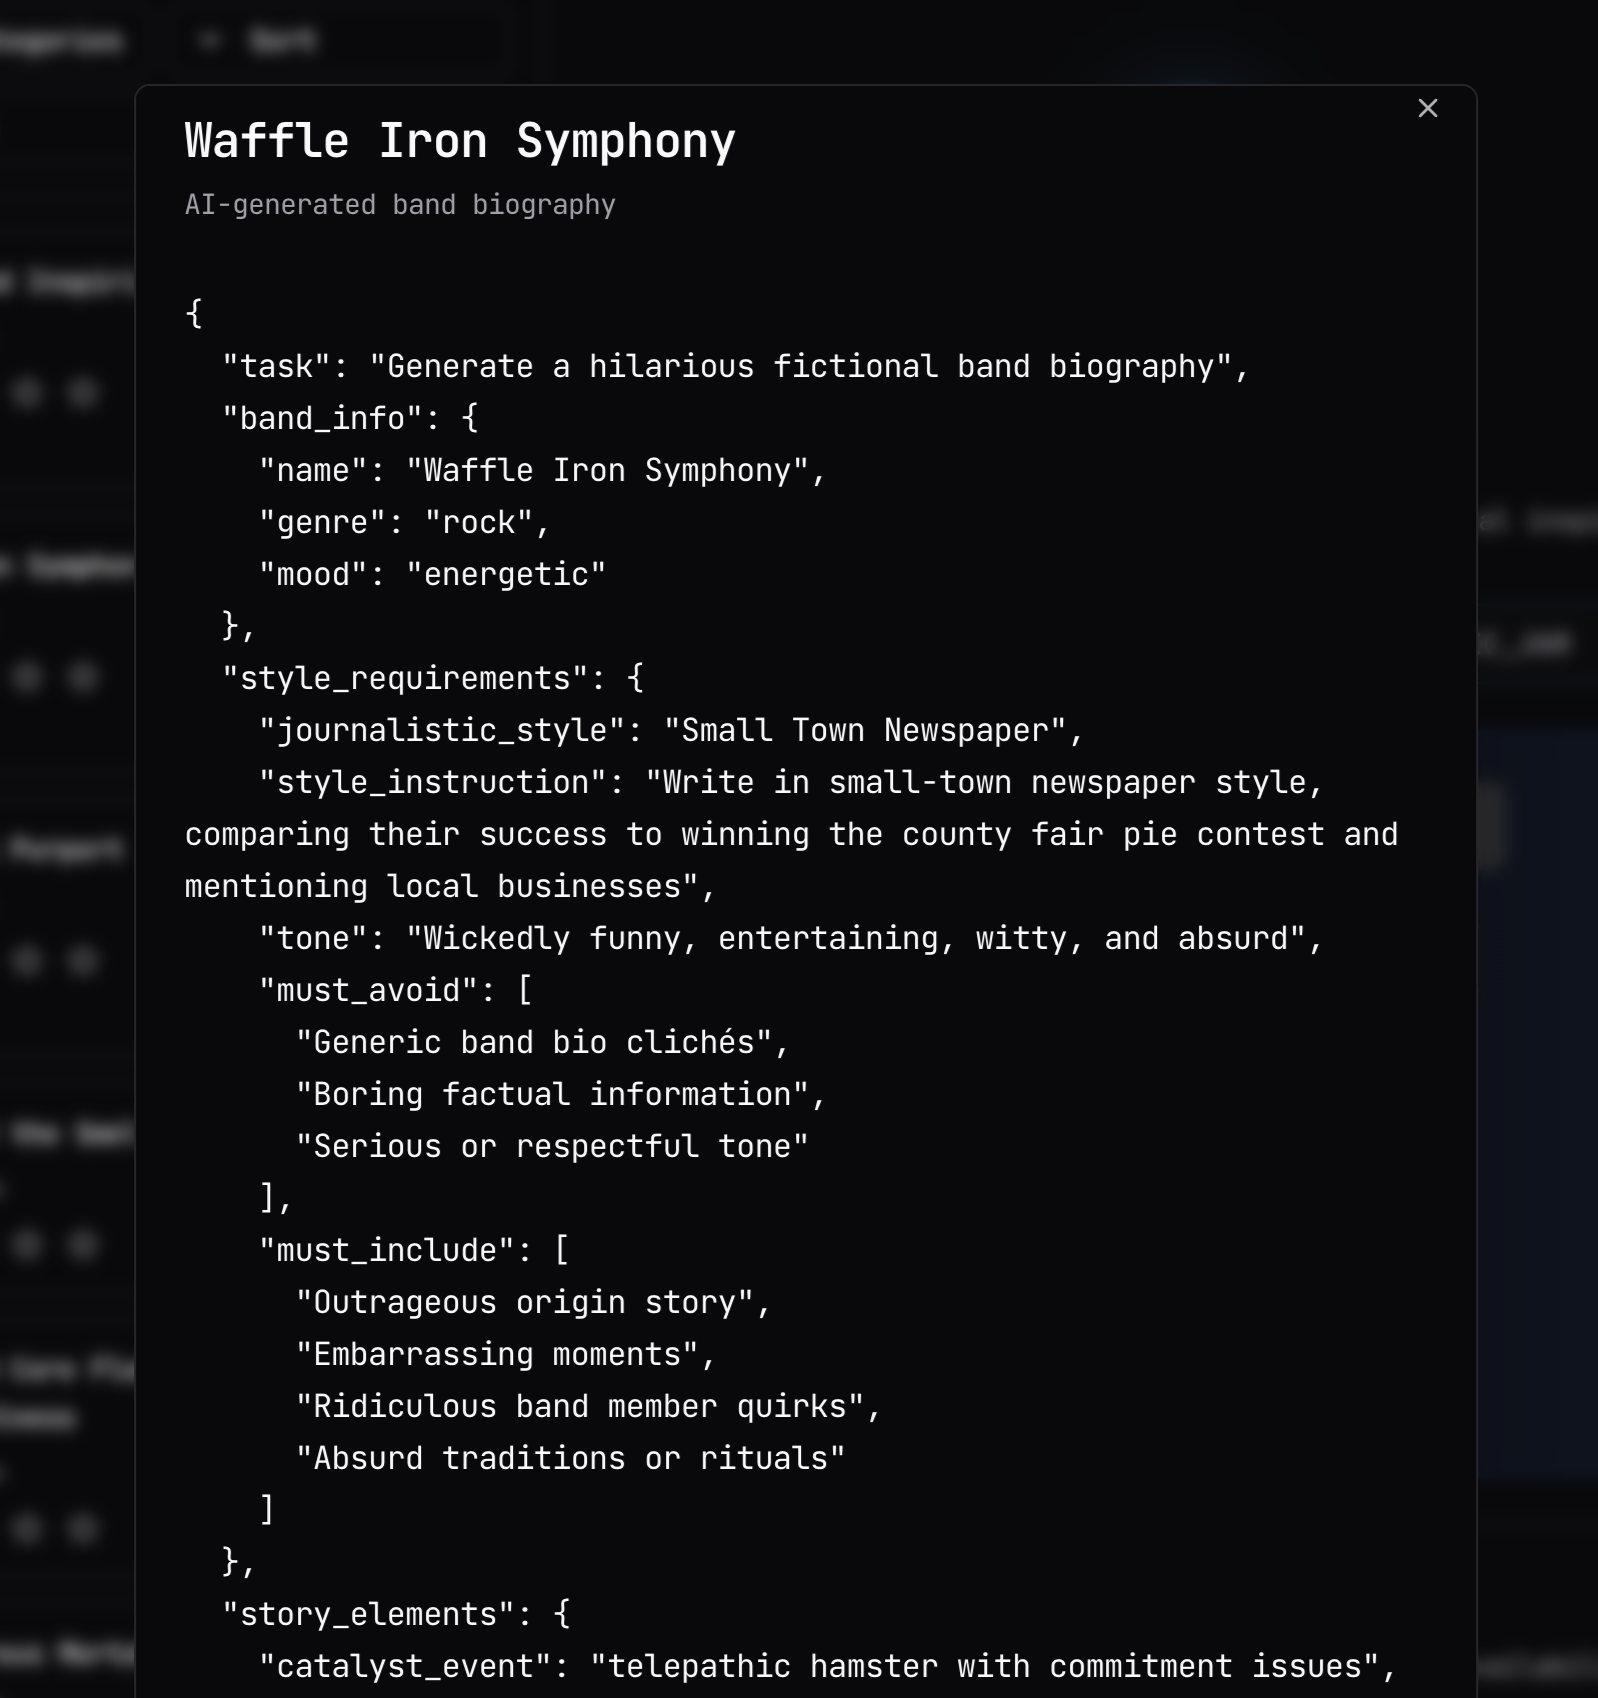 Sort
Waffle Iron Symphony
AI-generated band biography
{
  "task": "Generate a hilarious fictional band biography",
  "band_info": {
    "name": "Waffle Iron Symphony",
    "genre": "rock",
    "mood": "energetic"
  },
  "style_requirements": {
    "journalistic_style": "Small Town Newspaper",
    "style_instruction": "Write in small-town newspaper style,
comparing their success to winning the county fair pie contest and
mentioning local businesses",
    "tone": "Wickedly funny, entertaining, witty, and absurd",
    "must_avoid": [
      "Generic band bio clichés",
      "Boring factual information",
      "Serious or respectful tone"
    ],
    "must_include": [
      "Outrageous origin story",
      "Embarrassing moments",
      "Ridiculous band member quirks",
      "Absurd traditions or rituals"
    ]
  },
  "story_elements": {
    "catalyst_event": "telepathic hamster with commitment issues",